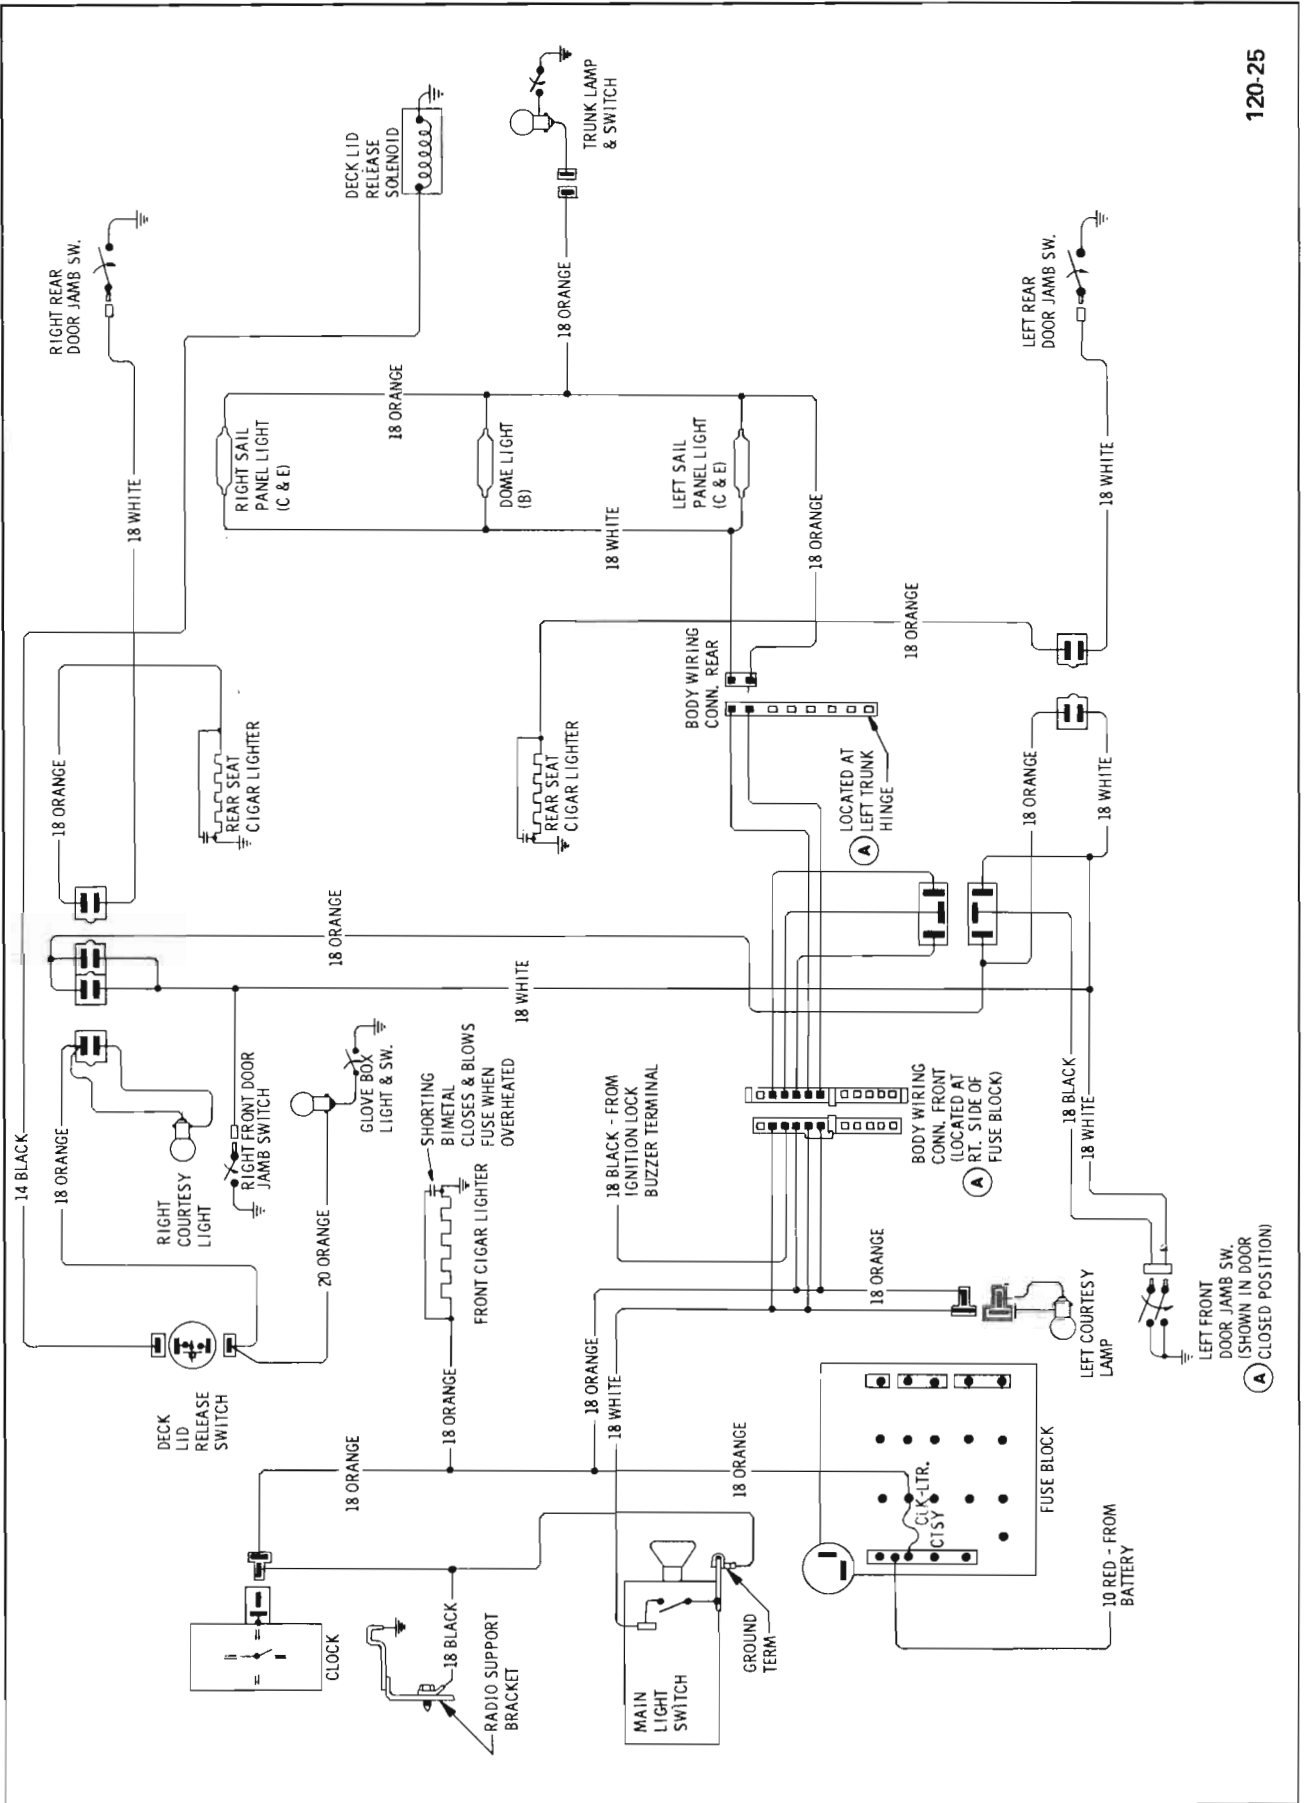 120-25
RIGHT REAR
DOOR JAMB SW.
DECK LID
RELEASE
SOLENOID
TRUNK LAMP
& SWITCH
LEFT REAR
DOOR JAMB SW.
18 ORANGE
18 ORANGE
18 WHITE
RIGHT SAIL
PANEL LIGHT
(C & E)
DOME LIGHT
(B)
LEFT SAIL
PANEL LIGHT
(C & E)
18 WHITE
18 ORANGE
18 WHITE
18 ORANGE
BODY WIRING
CONN. REAR
18 ORANGE
REAR SEAT
CIGAR LIGHTER
REAR SEAT
CIGAR LIGHTER
A
LOCATED AT
LEFT TRUNK
HINGE
18 ORANGE
18 WHITE
18 ORANGE
18 WHITE
14 BLACK
18 ORANGE
RIGHT
COURTESY
LIGHT
RIGHT FRONT DOOR
JAMB SWITCH
GLOVE BOX
LIGHT & SW.
20 ORANGE
SHORTING
BIMETAL
CLOSES & BLOWS
FUSE WHEN
OVERHEATED
FRONT CIGAR LIGHTER
18 BLACK - FROM
IGNITION LOCK
BUZZER TERMINAL
BODY WIRING
CONN. FRONT
(LOCATED AT
RT. SIDE OF
FUSE BLOCK)
A
18 BLACK
18 WHITE
18 ORANGE
LEFT COURTESY
LAMP
LEFT FRONT
DOOR JAMB SW.
(SHOWN IN DOOR
CLOSED POSITION)
A
DECK
LID
RELEASE
SWITCH
18 ORANGE
18 ORANGE
18 ORANGE
18 WHITE
18 ORANGE
CLK-LTR.
CTSY
FUSE BLOCK
10 RED - FROM
BATTERY
CLOCK
18 BLACK
RADIO SUPPORT
BRACKET
MAIN
LIGHT
SWITCH
GROUND
TERM